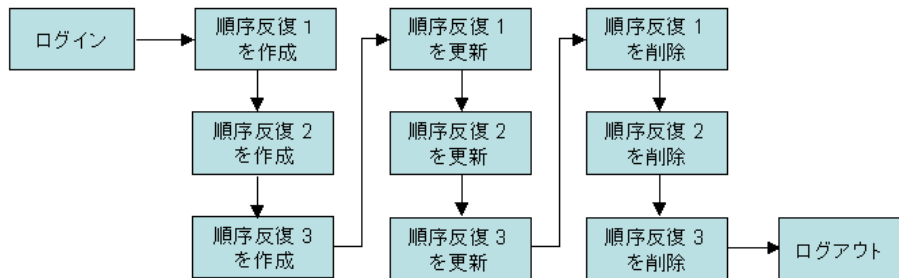 ログイン
順序反復 1
を作成
順序反復 2
を作成
順序反復 3
を作成
順序反復 1
を更新
順序反復 2
を更新
順序反復 3
を更新
順序反復 1
を削除
順序反復 2
を削除
順序反復 3
を削除
ログアウト